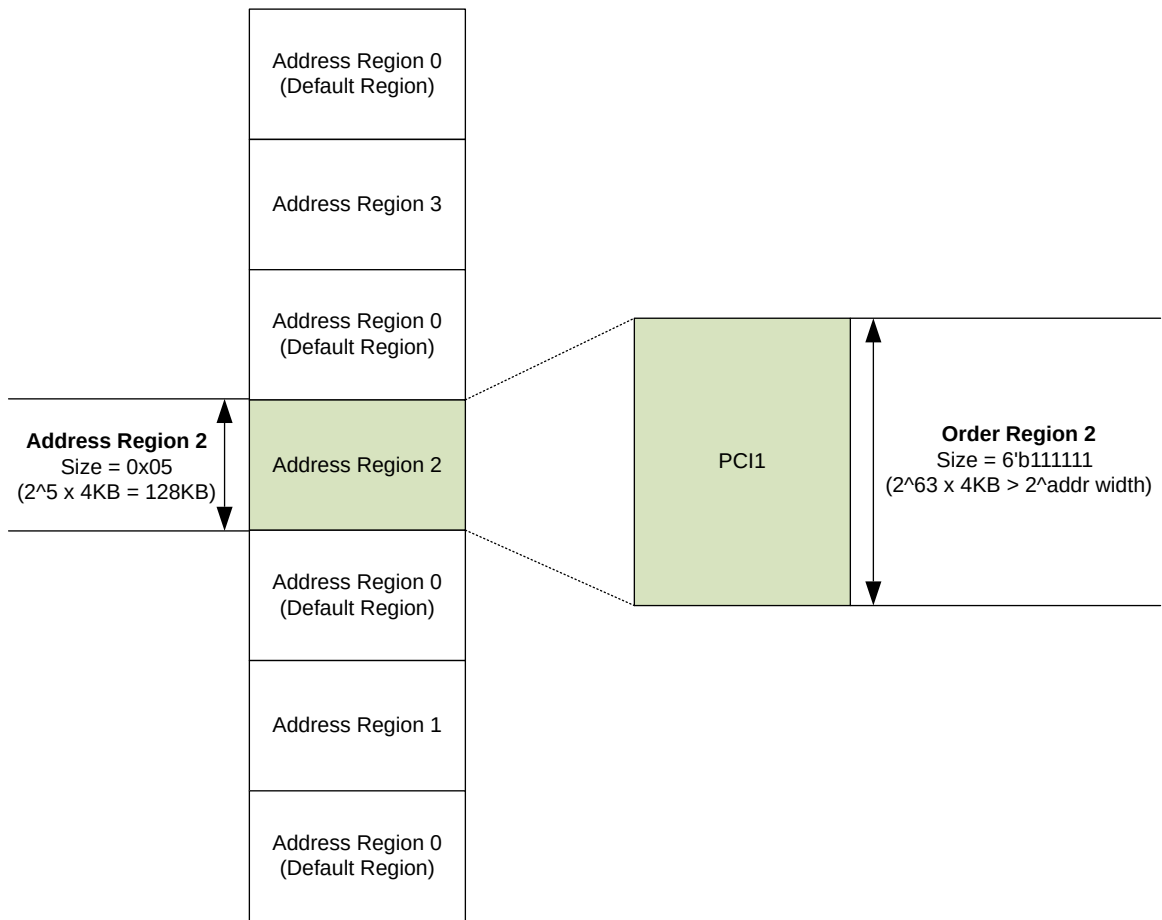 Address Region 0
(Default Region)
Address Region 3
Address Region 0
(Default Region)
Address Region 2
Size = 0x05
(2^5 x 4KB = 128KB)
Address Region 2
PCI1
Order Region 2
Size = 6'b111111
(2^63 x 4KB > 2^addr width)
Address Region 0
(Default Region)
Address Region 1
Address Region 0
(Default Region)